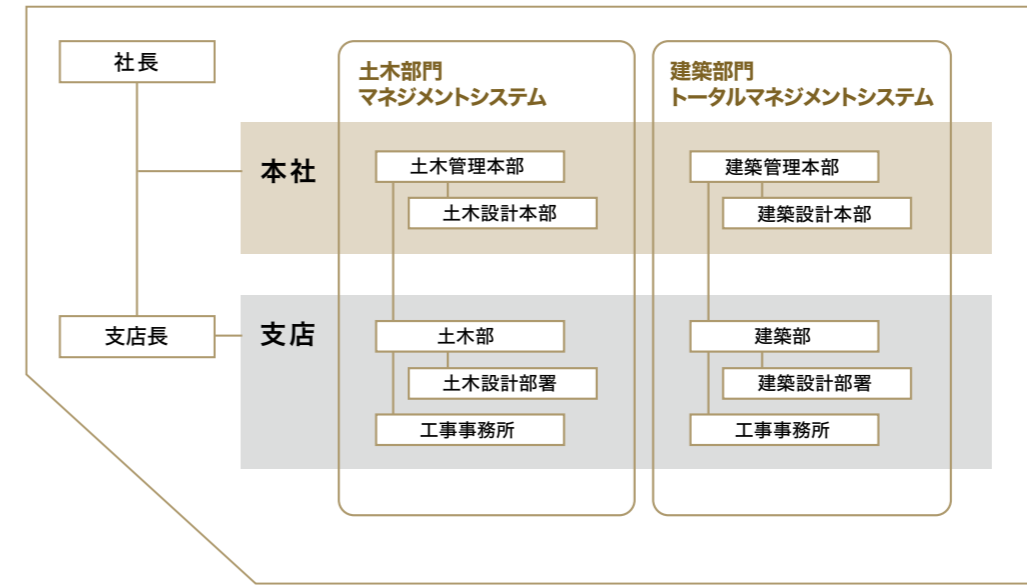 社長
土木部門
マネジメントシステム
建築部門
トータルマネジメントシステム
本社
土木管理本部
土木設計本部
建築管理本部
建築設計本部
支店長
支店
土木部
土木設計部署
工事事務所
建築部
建築設計部署
工事事務所